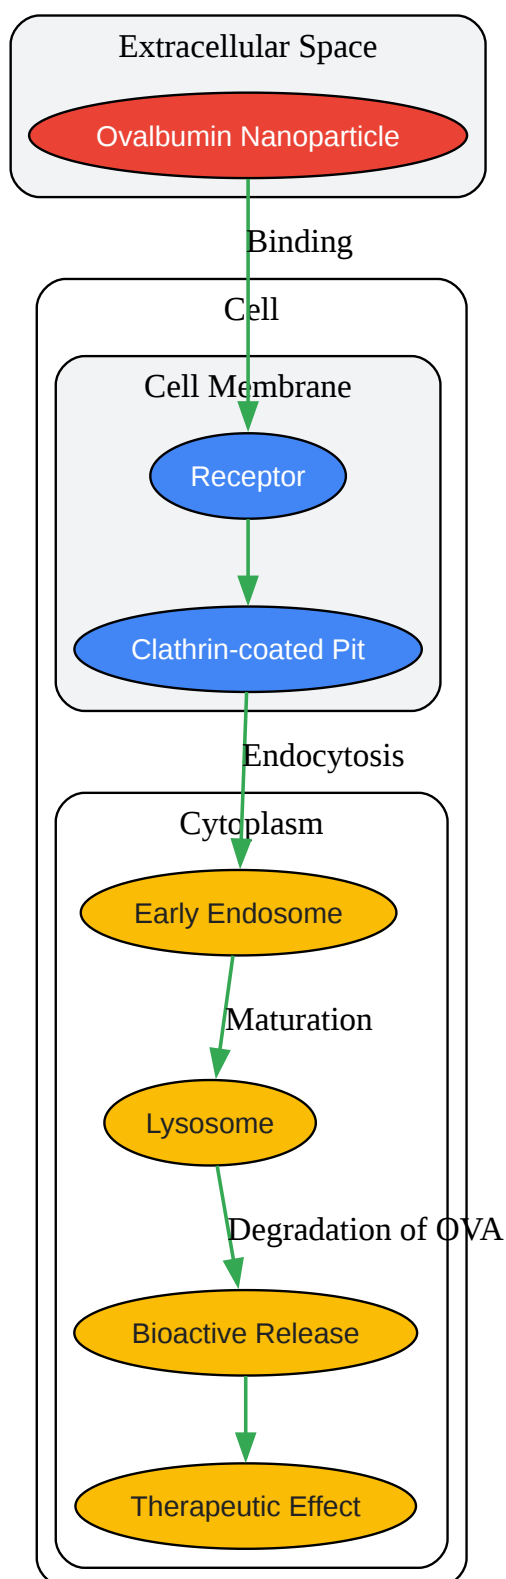 Extracellular Space
Ovalbumin Nanoparticle
Binding
Cell
Cell Membrane
Receptor
Clathrin-coated Pit
Endocytosis
Cytoplasm
Early Endosome
Maturation
Lysosome
Degradation of OVA
Bioactive Release
Therapeutic Effect